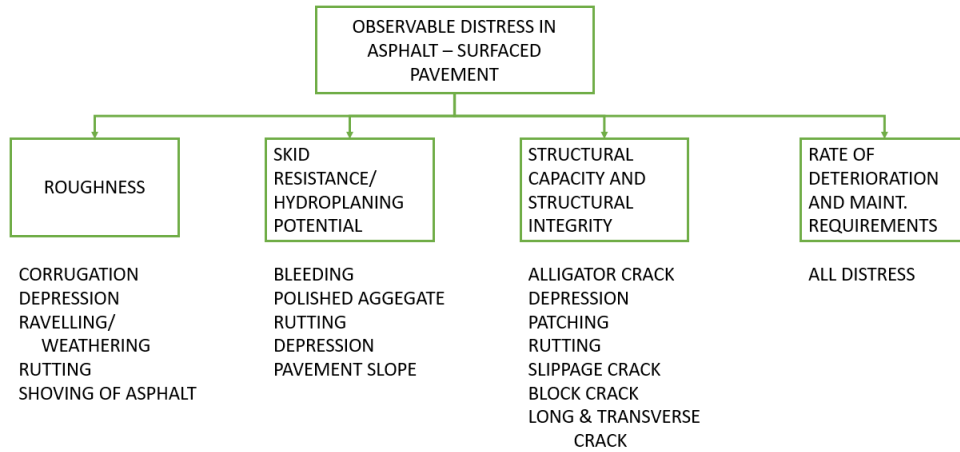 OBSERVABLE DISTRESS IN
ASPHALT – SURFACED
PAVEMENT
ROUGHNESS
SKID
RESISTANCE/
HYDROPLANING
POTENTIAL
STRUCTURAL
CAPACITY AND
STRUCTURAL
INTEGRITY
RATE OF
DETERIORATION
AND MAINT.
REQUIREMENTS
CORRUGATION
DEPRESSION
RAVELLING/
WEATHERING
RUTTING
SHOVING OF ASPHALT
BLEEDING
POLISHED AGGEGATE
RUTTING
DEPRESSION
PAVEMENT SLOPE
ALLIGATOR CRACK
DEPRESSION
PATCHING
RUTTING
SLIPPAGE CRACK
BLOCK CRACK
LONG & TRANSVERSE
CRACK
ALL DISTRESS